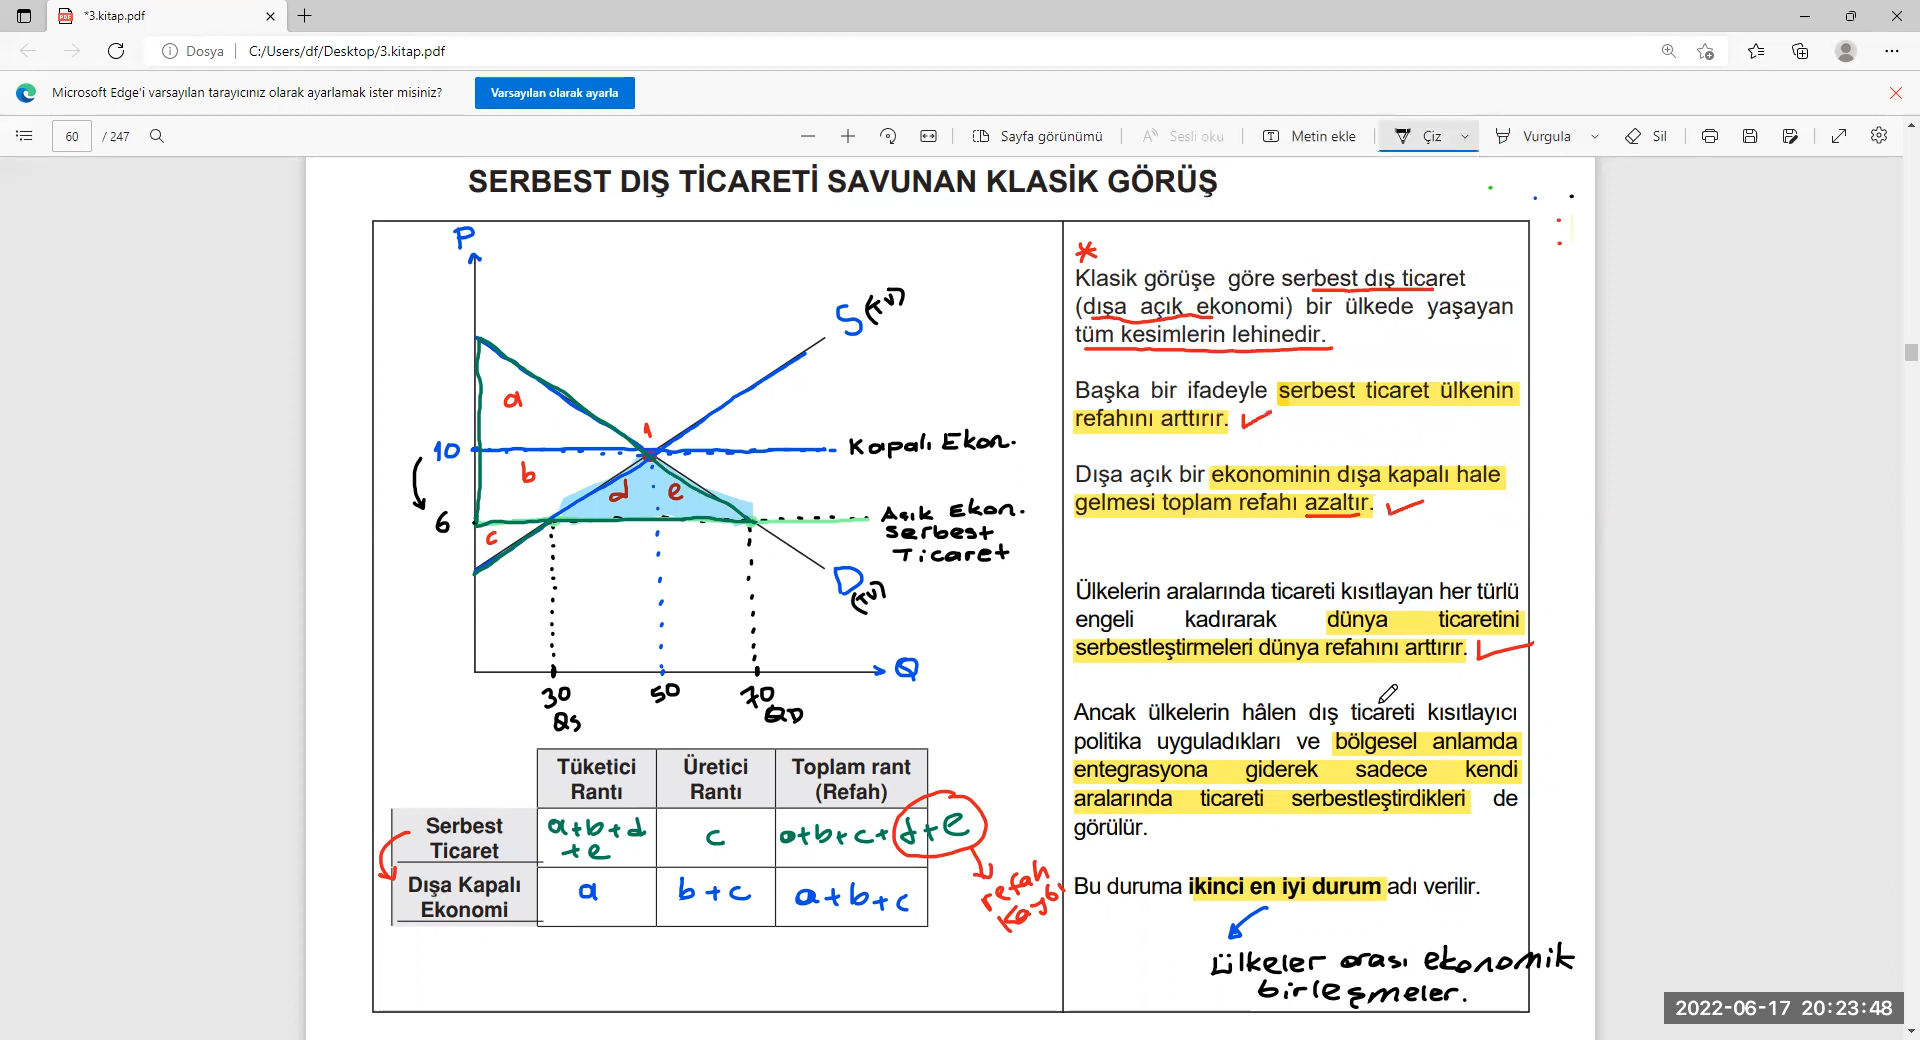 *3.kitap.pdf
Dosya
C:/Users/df/Desktop/3.kitap.pdf
Microsoft Edge'i varsayılan tarayıcınız olarak ayarlamak ister misiniz?
Varsayılan olarak ayarla
60 / 247
Sayfa görünümü
Sesli oku
Metin ekle
Çiz
Vurgula
Sil
SERBEST DIŞ TİCARETİ SAVUNAN KLASİK GÖRÜŞ
P
S (TV)
a
1
10
Kapalı Ekon.
b
d
e
6
Açık Ekon.
Serbest
Ticaret
c
D
(TV)
Q
30
50
70
QS
QD
Tüketici Rantı
Üretici Rantı
Toplam rant (Refah)
Serbest Ticaret
a+b+d
+e
c
a+b+c+d+e
Dışa Kapalı Ekonomi
a
b+c
a+b+c
refah
kaybı
*
Klasik görüşe göre serbest dış ticaret
(dışa açık ekonomi) bir ülkede yaşayan
tüm kesimlerin lehinedir.
Başka bir ifadeyle serbest ticaret ülkenin
refahını arttırır.
Dışa açık bir ekonominin dışa kapalı hale
gelmesi toplam refahı azaltır.
Ülkelerin aralarında ticareti kısıtlayan her türlü
engeli kadırarak dünya ticaretini
serbestleştirmeleri dünya refahını arttırır.
Ancak ülkelerin hâlen dış ticareti kısıtlayıcı
politika uyguladıkları ve bölgesel anlamda
entegrasyona giderek sadece kendi
aralarında ticareti serbestleştirdikleri de
görülür.
Bu duruma ikinci en iyi durum adı verilir.
ülkeler arası ekonomik
birleşmeler.
2022-06-17 20:23:48